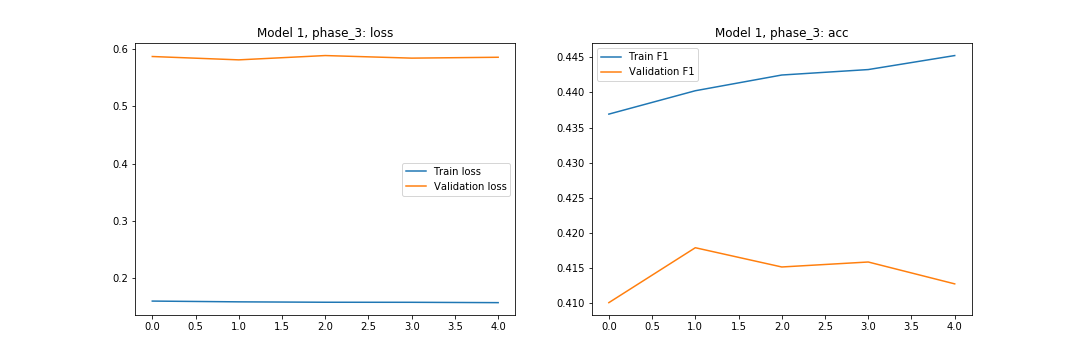 Model 1, phase_3: loss
0.6
0.5
0.4
0.3
0.2
Train loss
Validation loss
0.0 0.5 1.0 1.5 2.0 2.5 3.0 3.5 4.0
Model 1, phase_3: acc
Train F1
Validation F1
0.445
0.440
0.435
0.430
0.425
0.420
0.415
0.410
0.0 0.5 1.0 1.5 2.0 2.5 3.0 3.5 4.0